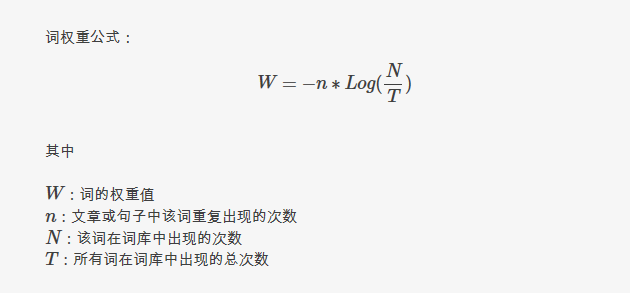 词权重公式：
W = −n ∗ Log(N/T)
其中
W：词的权重值
n：文章或句子中该词重复出现的次数
N：该词在词库中出现的次数
T：所有词在词库中出现的总次数